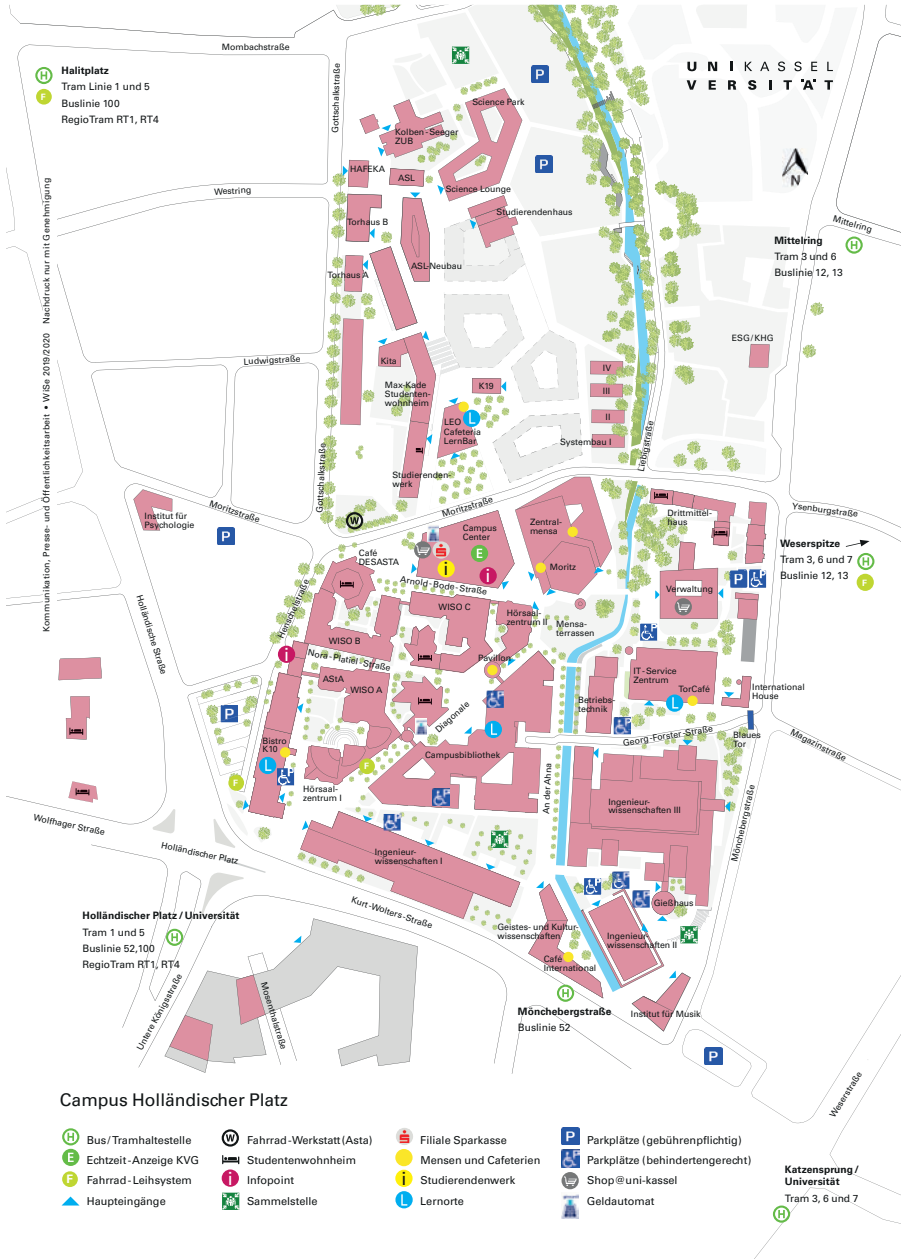 Mombachstraße
UNIKASSEL
VERSITÄT
Halitplatz
Tram Linie 1 und 5
Buslinie 100
RegioTram RT1, RT4
H
F
P
P
N
Gottschalkstraße
Science Park
Kolben-Seeger
ZUB
HAFEKA
ASL
Science Lounge
Westring
Studierendenhaus
Torhaus B
Mittelring
Mittelring
Tram 3 und 6
Buslinie 12, 13
H
ASL-Neubau
Torhaus A
Kommunikation, Presse- und Öffentlichkeitsarbeit • WiSe 2019/2020 Nachdruck nur mit Genehmigung
ESG/KHG
Ludwigstraße
Kita
IV
Max-Kade
Studenten-
wohnheim
K19
III
II
LEO
Cafeteria
LernBar
L
Systembau I
Liebigstraße
Gottschalkstraße
Studierenden-
werk
Moritzstraße
Moritzstraße
Institut für
Psychologie
P
W
Campus
Center
E
i
i
Zentral-
mensa
Moritz
Drittmittel-
haus
Ysenburgstraße
Weserspitze
Tram 3, 6 und 7
Buslinie 12, 13
H
F
Café
DESASTA
Arnold-Bode-Straße
Verwaltung
P
P
Holländische Straße
Henschelstraße
WISO C
Hörsaal-
zentrum II
Mensa-
terrassen
P
WISO B
i
Nora-Platiel-Straße
Pavillon
AStA
WISO A
IT-Service
Zentrum
TorCafé
L
International
House
P
Diagonale
P
L
Betriebs-
technik
P
Georg-Forster-Straße
Blaues
Tor
Magazinstraße
Bistro
K10
L
P
F
F
Campusbibliothek
Hörsaal-
zentrum I
P
An der Ahna
Ingenieur-
wissenschaften III
Wolfhager Straße
P
Holländischer Platz
Ingenieur-
wissenschaften I
Mönchebergstraße
P
P
P
Gießhaus
Kurt-Wolters-Straße
Holländischer Platz / Universität
Tram 1 und 5
Buslinie 52,100
RegioTram RT1, RT4
H
Geistes- und Kultur-
wissenschaften
Ingenieur-
wissenschaften II
Café
International
H
Mönchebergstraße
Buslinie 52
Institut für Musik
Untere Königsstraße
Mosenthalstraße
P
Weserstraße
Campus Holländischer Platz
H Bus/Tramhaltestelle
E Echtzeit-Anzeige KVG
F Fahrrad-Leihsystem
Haupteingänge
W Fahrrad-Werkstatt (Asta)
Studentenwohnheim
i Infopoint
Sammelstelle
Filiale Sparkasse
Mensen und Cafeterien
i Studierendenwerk
L Lernorte
P Parkplätze (gebührenpflichtig)
P Parkplätze (behindertengerecht)
Shop@uni-kassel
Geldautomat
Katzensprung /
Universität
Tram 3, 6 und 7
H